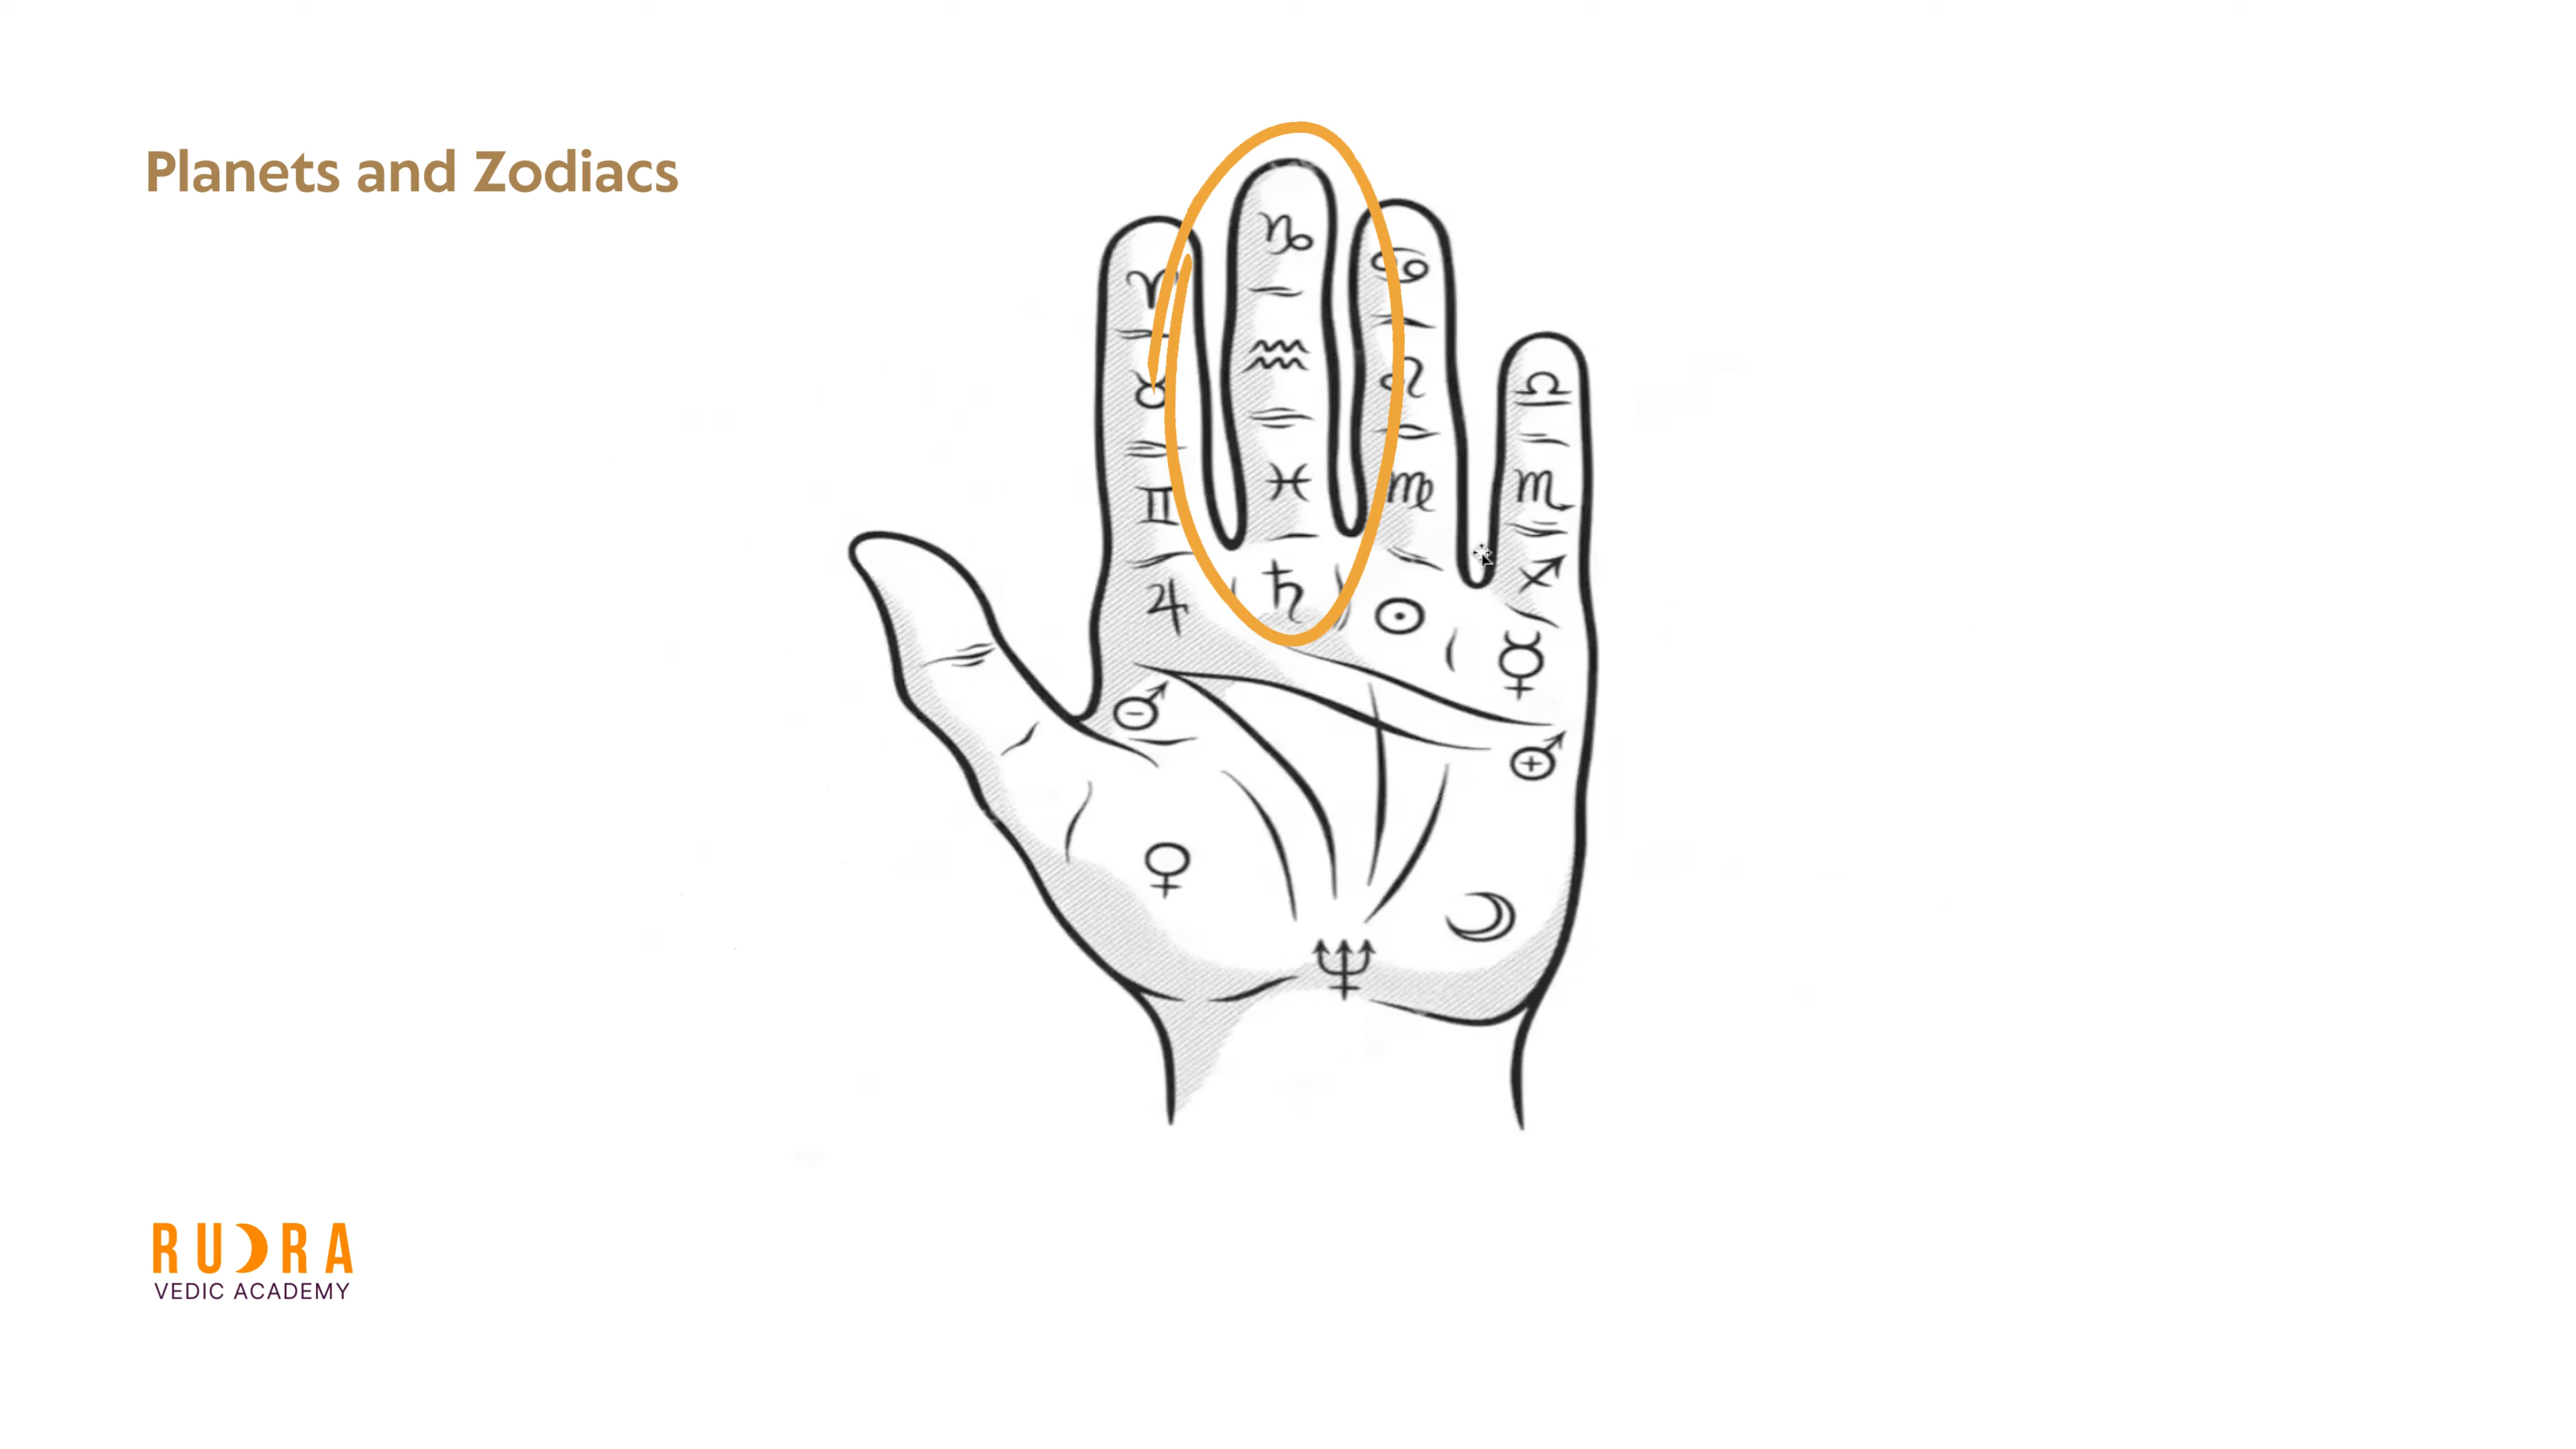 Planets and Zodiacs
♑
♈ ♋
♒
♉ ♌ ♎
♊ ♓ ♍ ♏
♐
♃ ♄ ☉ ☿
♂ ♂
♀ ☽
♆
RUDRA
VEDIC ACADEMY